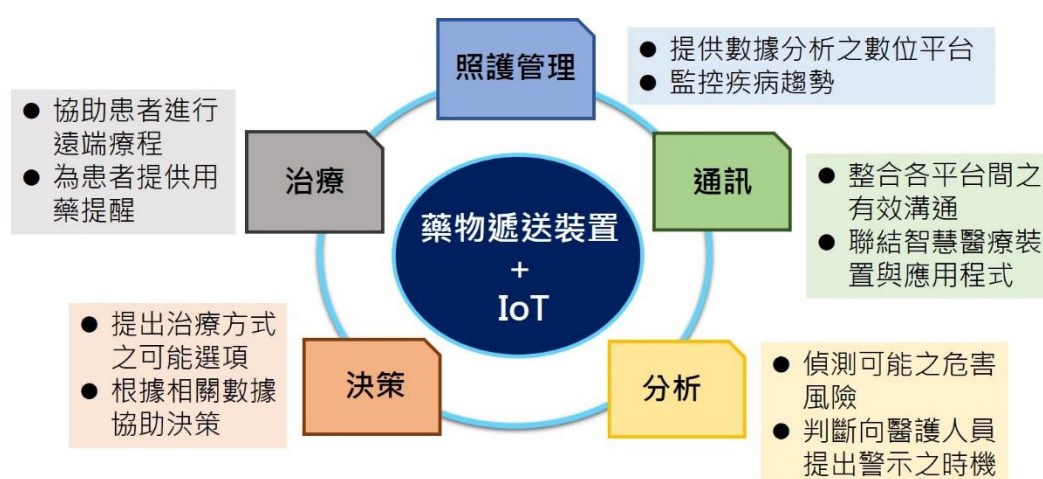 照護管理
● 提供數據分析之數位平台
● 監控疾病趨勢
● 協助患者進行
遠端療程
● 為患者提供用
藥提醒
治療
通訊
● 整合各平台間之
有效溝通
● 聯結智慧醫療裝
置與應用程式
藥物遞送裝置
+
IoT
● 提出治療方式
之可能選項
● 根據相關數據
協助決策
決策
分析
● 偵測可能之危害
風險
● 判斷向醫護人員
提出警示之時機